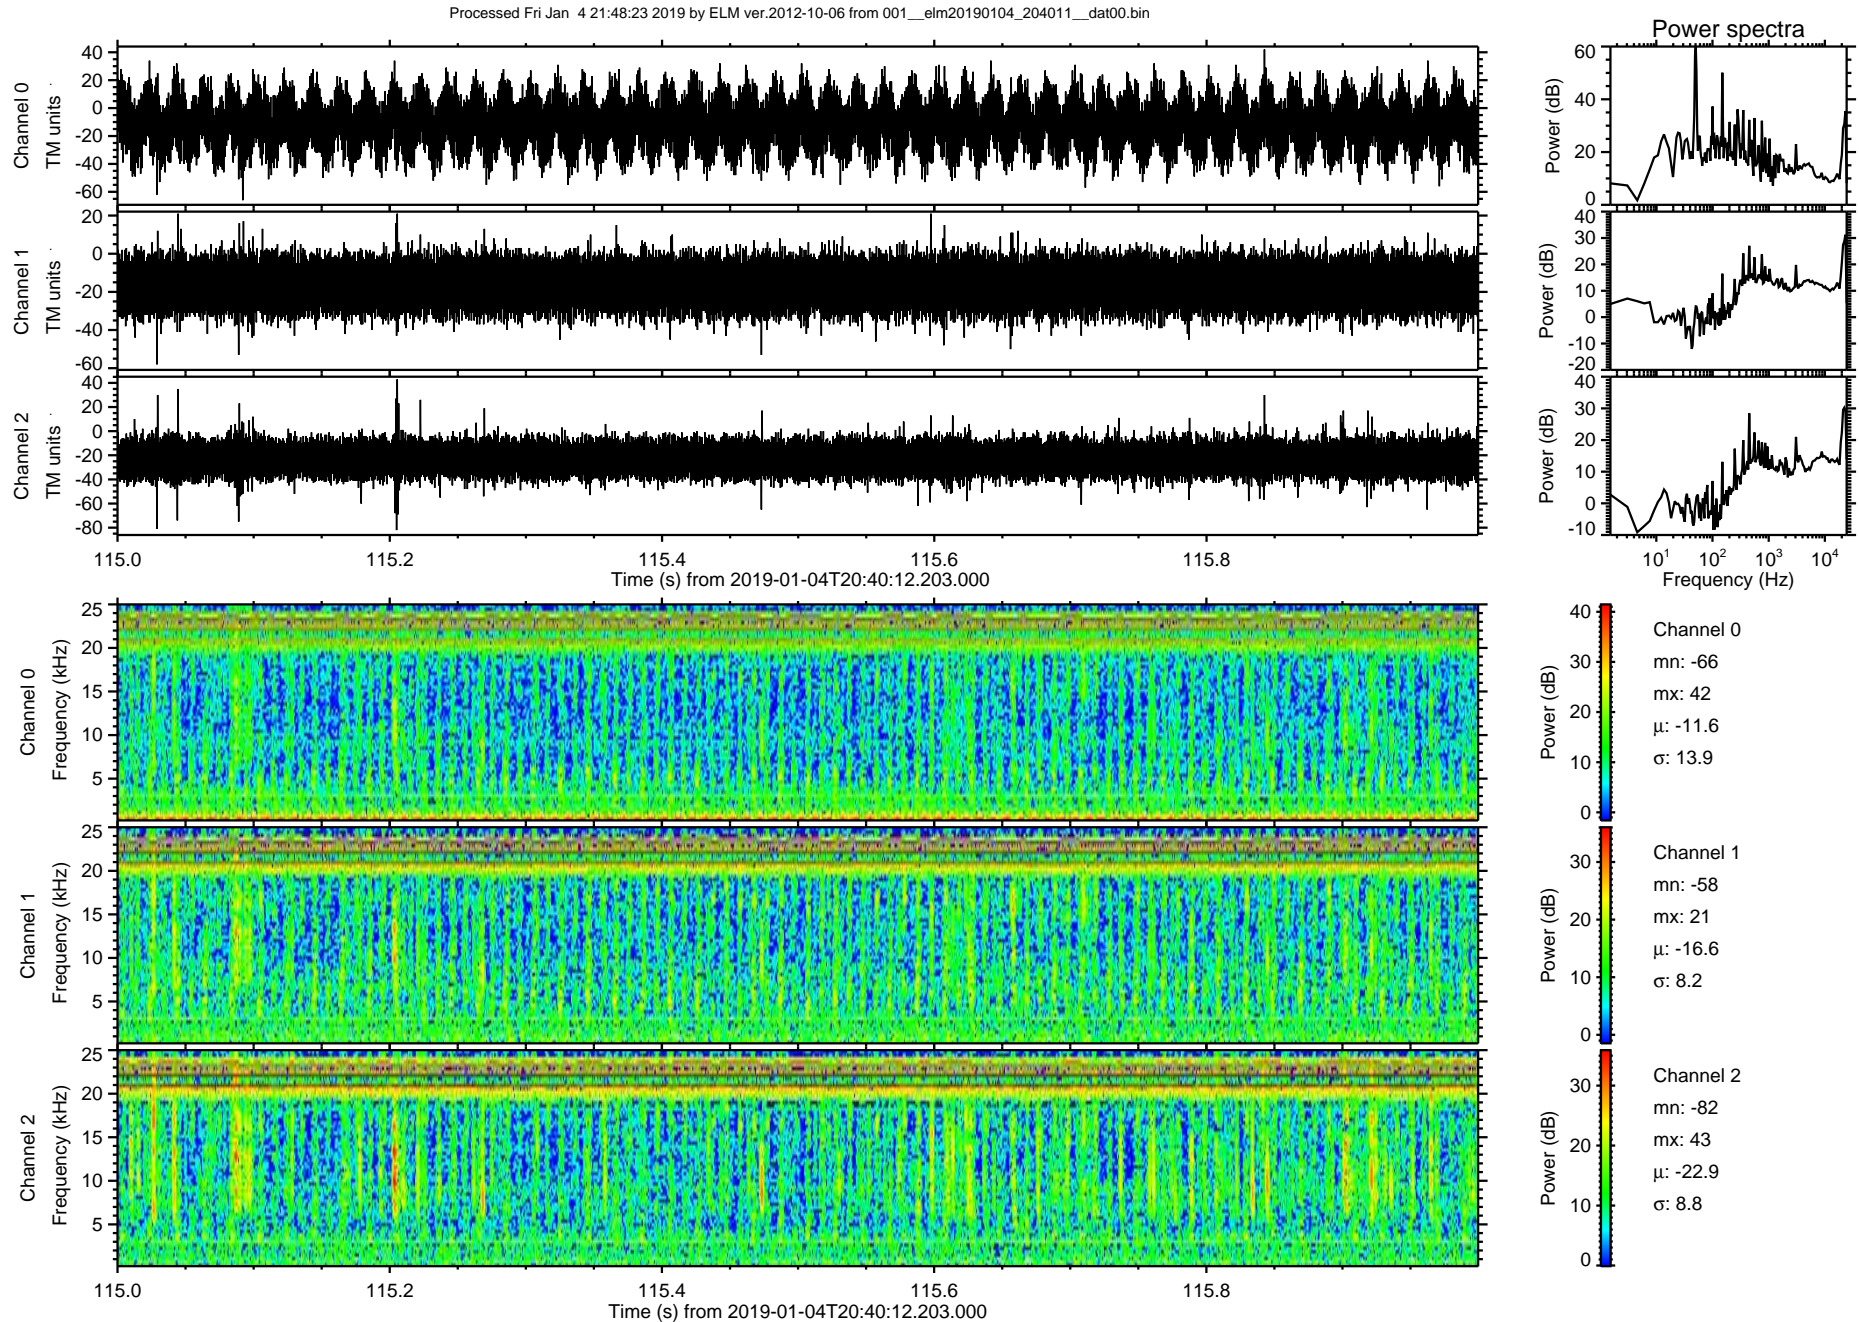 Processed Fri Jan  4 21:48:23 2019 by ELM ver.2012-10-06 from 001__elm20190104_204011__dat00.bin
Power spectra
Channel 0
TM units
40
20
0
-20
-40
-60
Power (dB)
60
40
20
0
Channel 1
TM units
20
0
-20
-40
-60
Power (dB)
40
30
20
10
0
-10
-20
Channel 2
TM units
40
20
0
-20
-40
-60
-80
Power (dB)
40
30
20
10
0
-10
115.0 115.2 115.4 115.6 115.8
Time (s) from 2019-01-04T20:40:12.203.000
10^1 10^2 10^3 10^4
Frequency (Hz)
Channel 0
Frequency (kHz)
25
20
15
10
5
Power (dB)
40
30
20
10
0
Channel 0
mn: -66
mx: 42
μ: -11.6
σ: 13.9
Channel 1
Frequency (kHz)
25
20
15
10
5
Power (dB)
30
20
10
0
Channel 1
mn: -58
mx: 21
μ: -16.6
σ: 8.2
Channel 2
Frequency (kHz)
25
20
15
10
5
Power (dB)
30
20
10
0
Channel 2
mn: -82
mx: 43
μ: -22.9
σ: 8.8
115.0 115.2 115.4 115.6 115.8
Time (s) from 2019-01-04T20:40:12.203.000